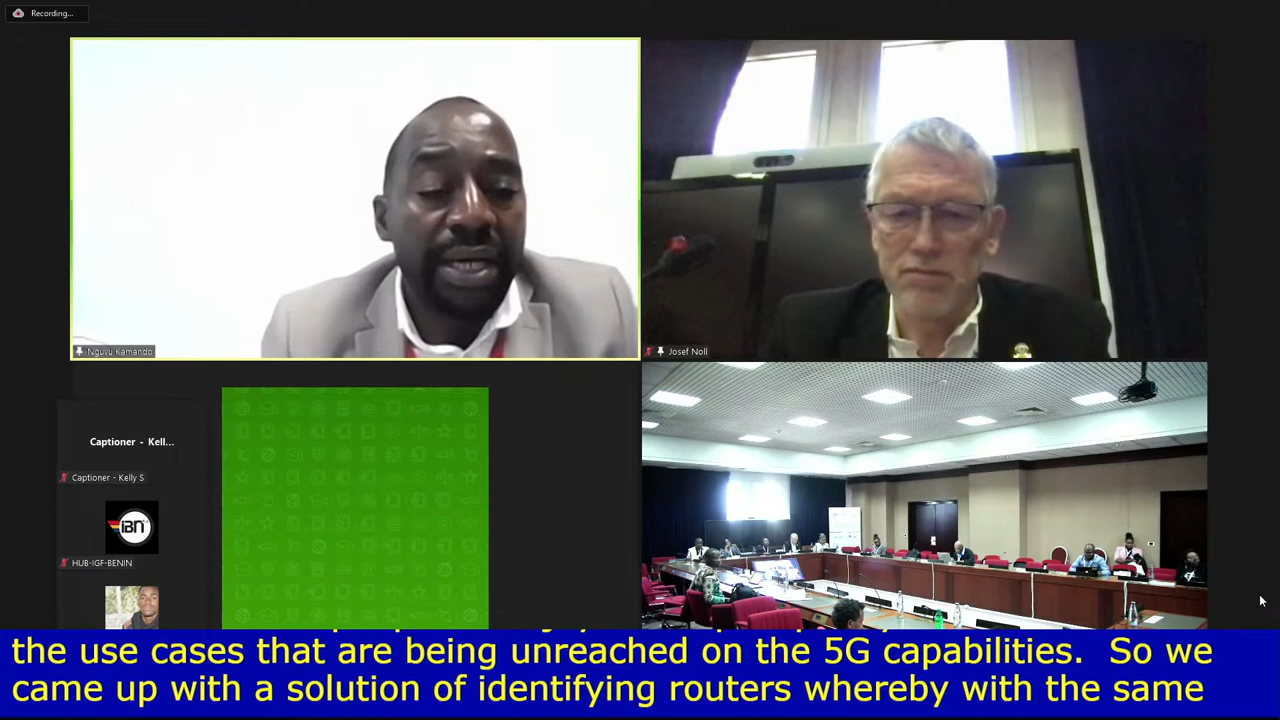 Recording...
Nguvu Kamando
Josef Noll
Captioner - Kell...
Captioner - Kelly S
iBN
HUB-IGF-BENIN
the use cases that are being unreached on the 5G capabilities. So we
came up with a solution of identifying routers whereby with the same